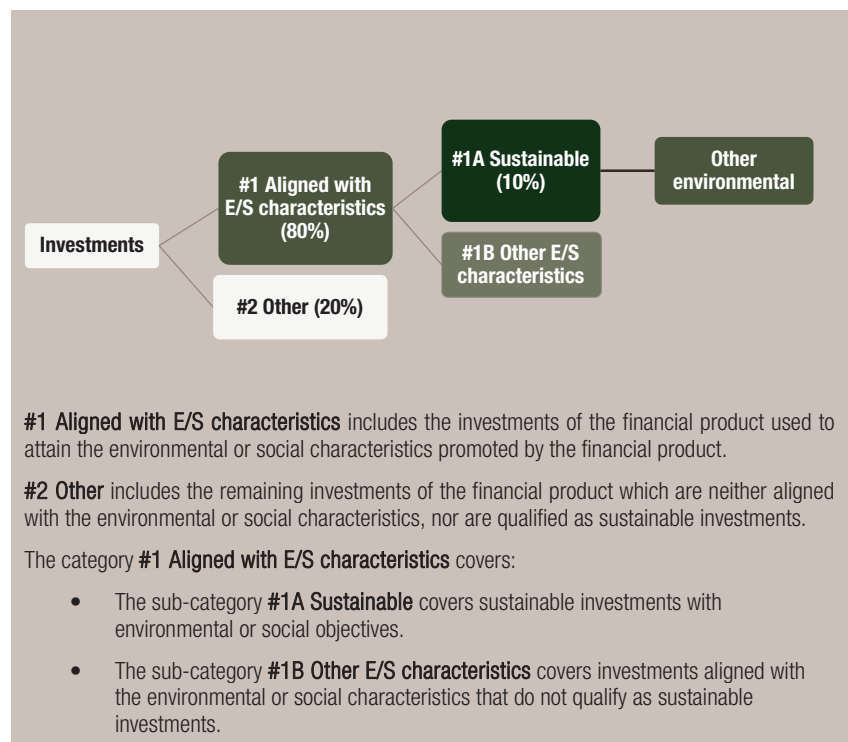 #1A Sustainable
(10%)
Other
environmental
#1 Aligned with
E/S characteristics
(80%)
Investments
#1B Other E/S
characteristics
#2 Other (20%)
#1 Aligned with E/S characteristics includes the investments of the financial product used to
attain the environmental or social characteristics promoted by the financial product.
#2 Other includes the remaining investments of the financial product which are neither aligned
with the environmental or social characteristics, nor are qualified as sustainable investments.
The category #1 Aligned with E/S characteristics covers:
• The sub-category #1A Sustainable covers sustainable investments with
environmental or social objectives.
• The sub-category #1B Other E/S characteristics covers investments aligned with
the environmental or social characteristics that do not qualify as sustainable
investments.